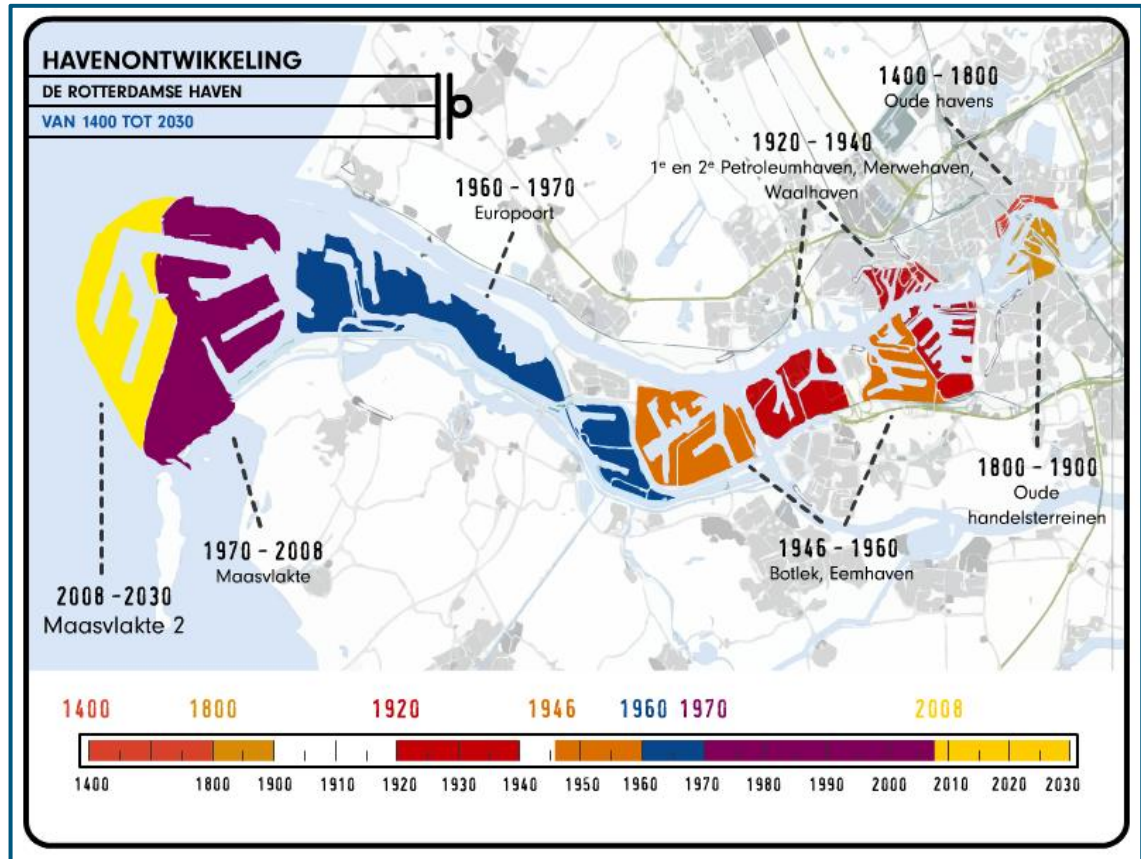 HAVENONTWIKKELING
DE ROTTERDAMSE HAVEN
VAN 1400 TOT 2030
1400 – 1800
Oude havens
1920 – 1940
1e en 2e Petroleumhaven, Merwehaven,
Waalhaven
1960 – 1970
Europoort
1800 – 1900
Oude
handelsterreinen
1946 – 1960
Botlek, Eemhaven
1970 – 2008
Maasvlakte
2008 – 2030
Maasvlakte 2
1400 1800 1920 1946 1960 1970 2008
1400 1800 1900 1910 1920 1930 1940 1950 1960 1970 1980 1990 2000 2010 2020 2030